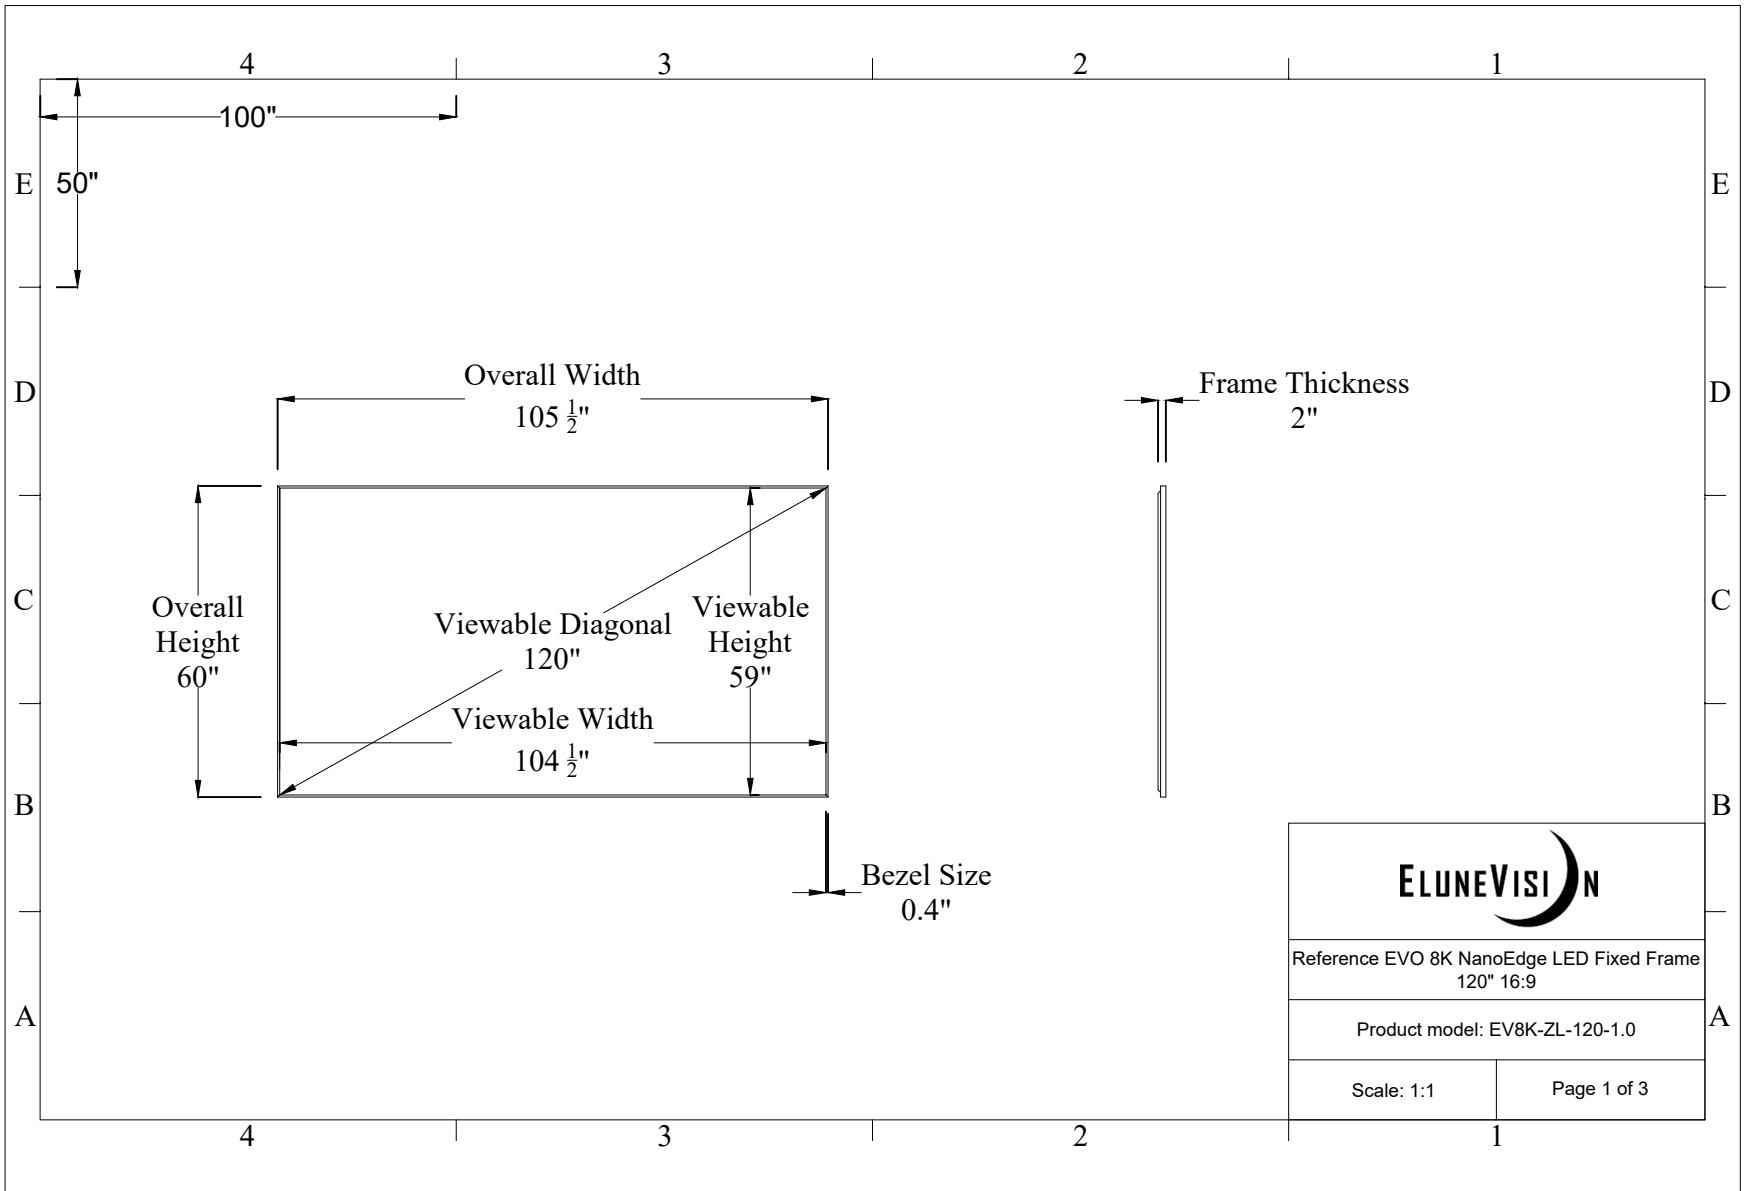 4 3 2 1
100"
E 50" E
Overall Width
105 1/2"
Frame Thickness
2"
D D
Overall
Height
60"
Viewable Diagonal
120"
Viewable
Height
59"
C C
Viewable Width
104 1/2"
B B
Bezel Size
0.4"
ELUNEVISION
Reference EVO 8K NanoEdge LED Fixed Frame
120" 16:9
A A
Product model: EV8K-ZL-120-1.0
Scale: 1:1 Page 1 of 3
4 3 2 1